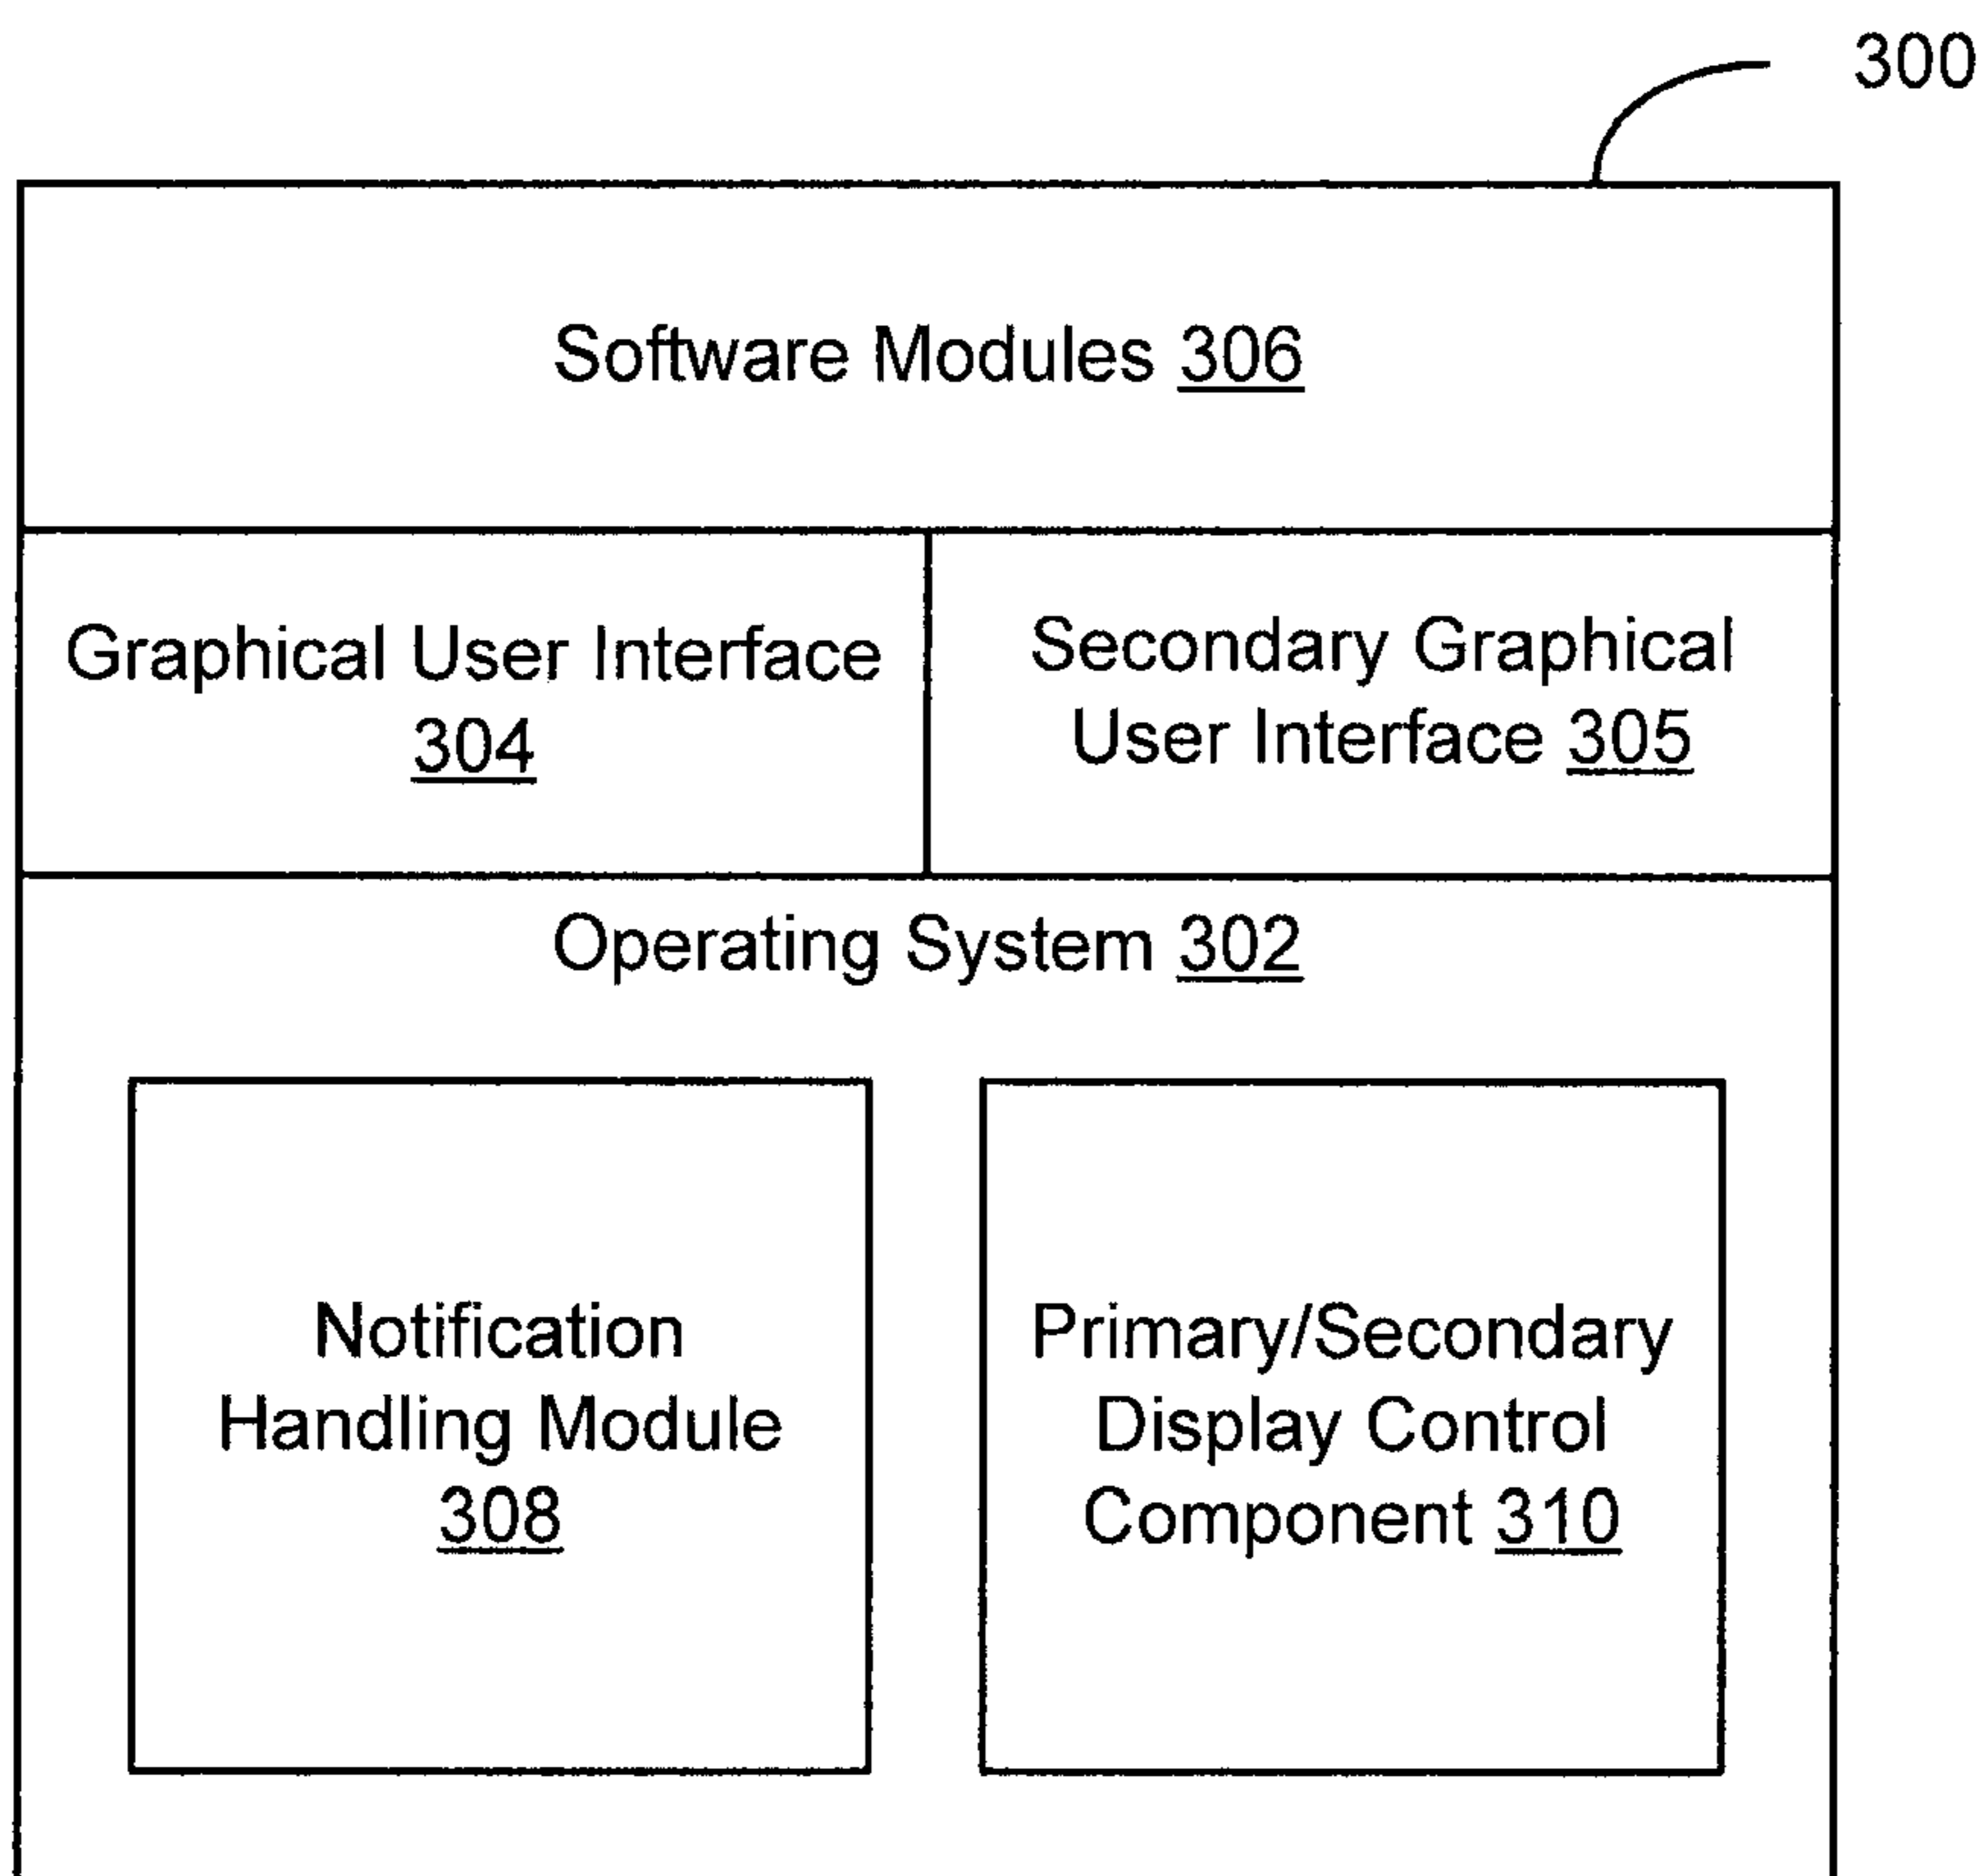 300
Software Modules 306
Graphical User Interface
304
Secondary Graphical
User Interface 305
Operating System 302
Notification
Handling Module
308
Primary/Secondary
Display Control
Component 310